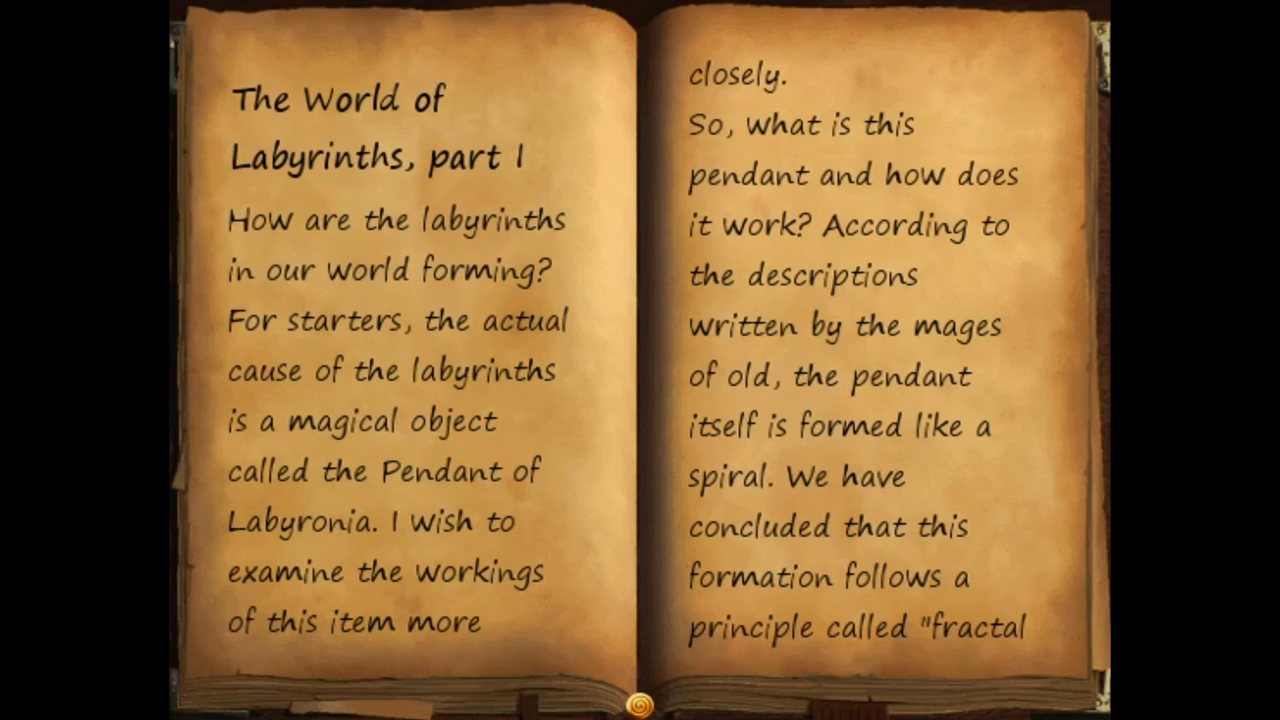 The World of
Labyrinths, part 1
How are the labyrinths
in our world forming?
For starters, the actual
cause of the labyrinths
is a magical object
called the Pendant of
Labyronia. I wish to
examine the workings
of this item more
closely.
So, what is this
pendant and how does
it work? According to
the descriptions
written by the mages
of old, the pendant
itself is formed like a
spiral. We have
concluded that this
formation follows a
principle called "fractal